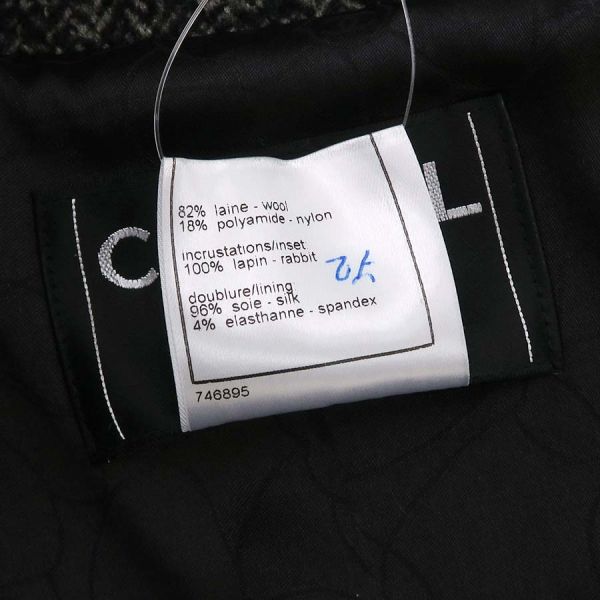 C
L
82% laine - wool
18% polyamide - nylon
incrustations/inset
100% lapin - rabbit
doublure/lining
96% soie - silk
4% elasthanne - spandex
746895